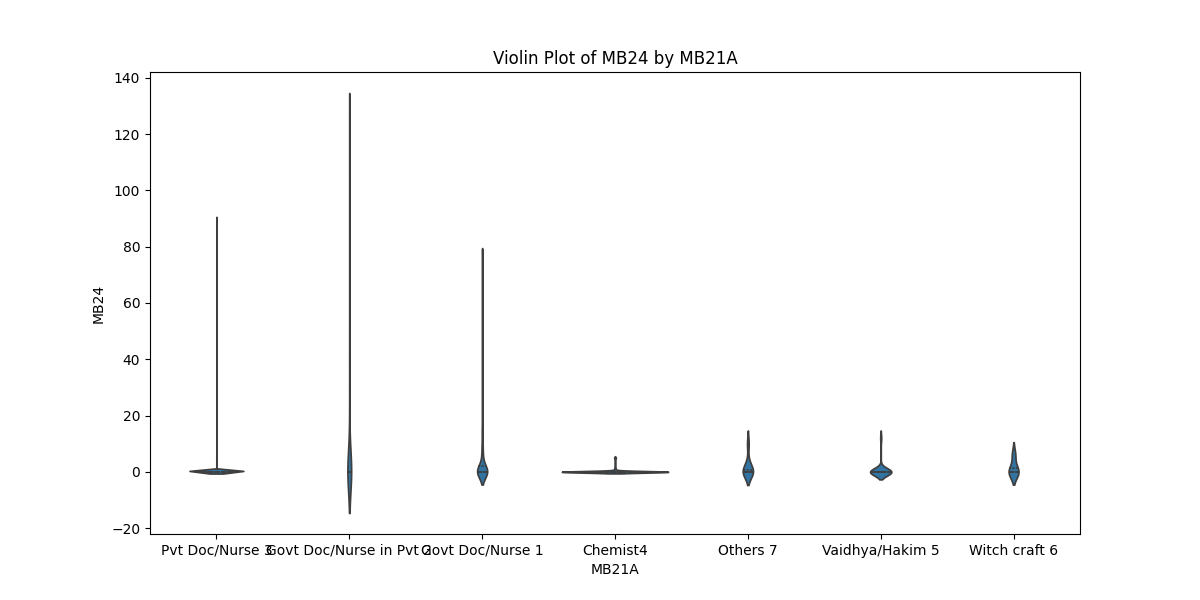 Violin Plot of MB24 by MB21A
140
120
100
80
60
40
20
0
−20
MB24
Pvt Doc/Nurse 3
Govt Doc/Nurse in Pvt 2
Govt Doc/Nurse 1
Chemist4
Others 7
Vaidhya/Hakim 5
Witch craft 6
MB21A